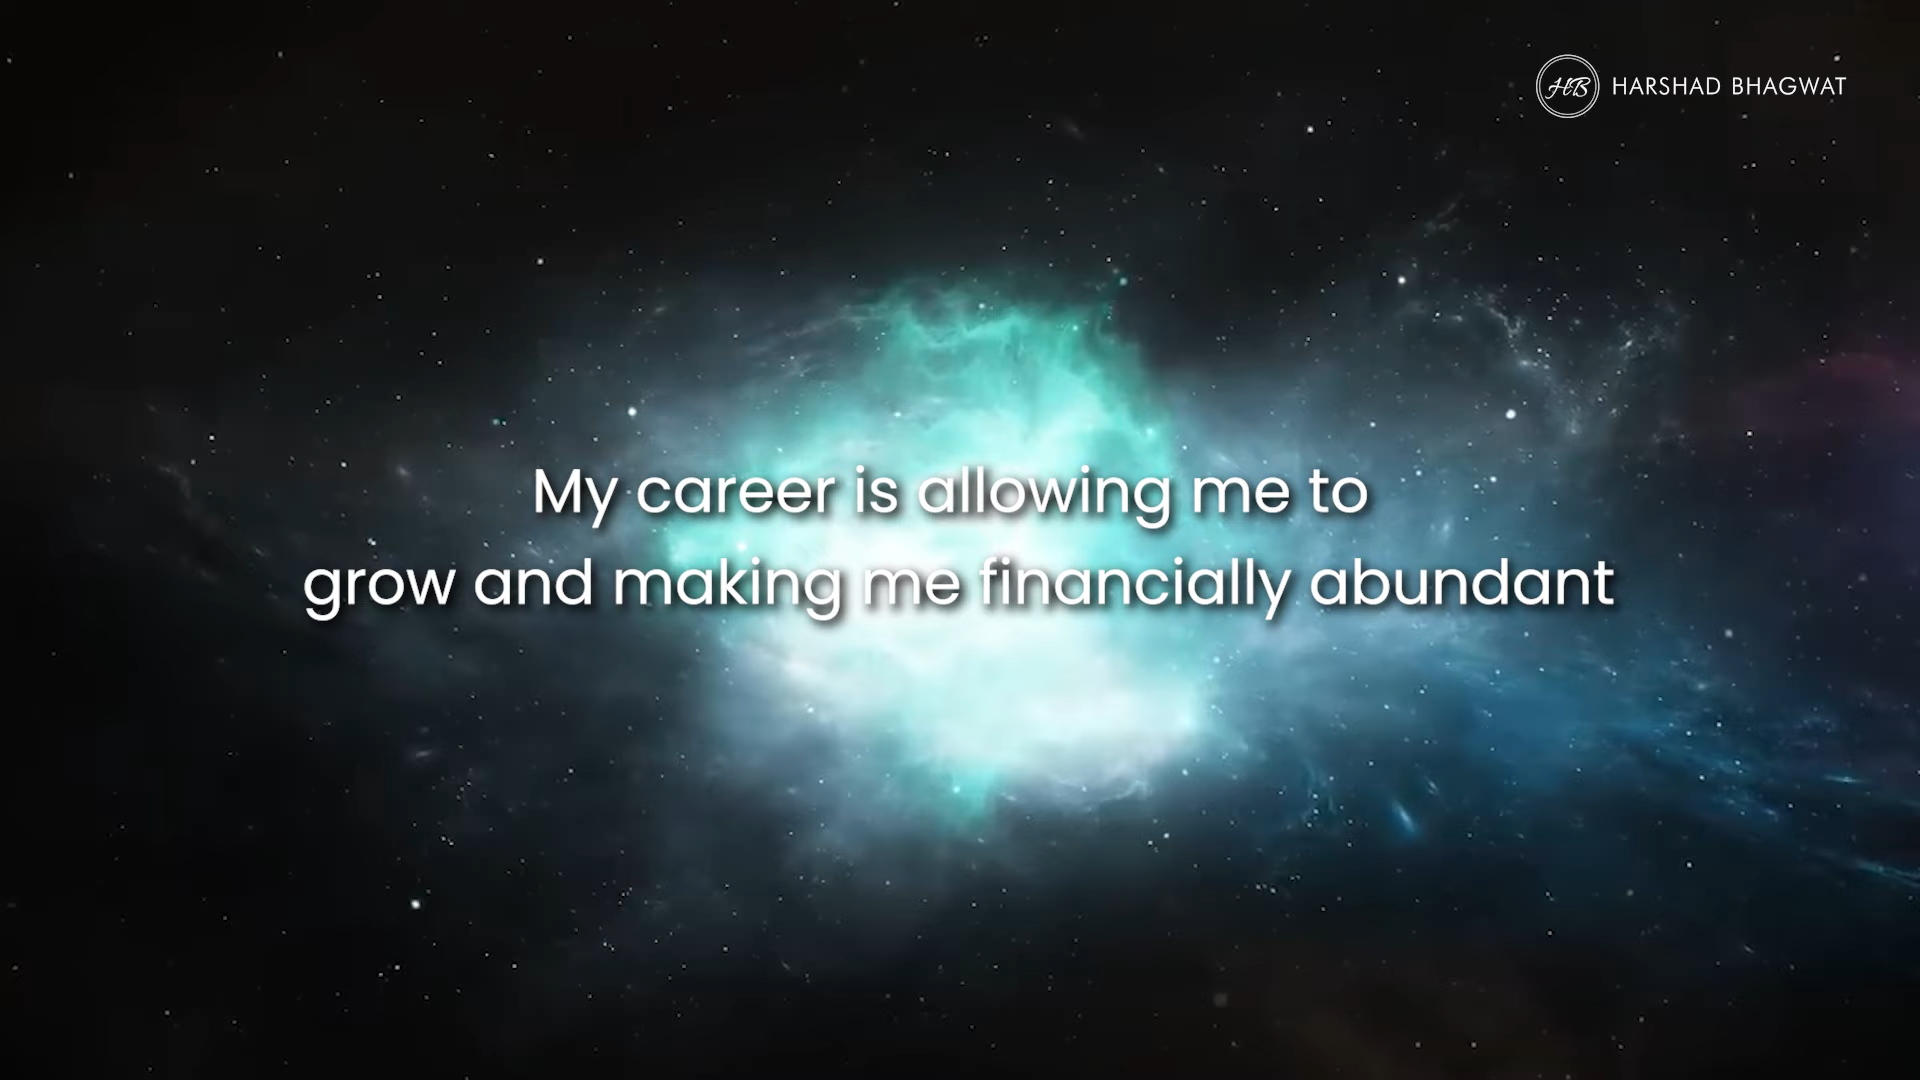 HB HARSHAD BHAGWAT
My career is allowing me to
grow and making me financially abundant